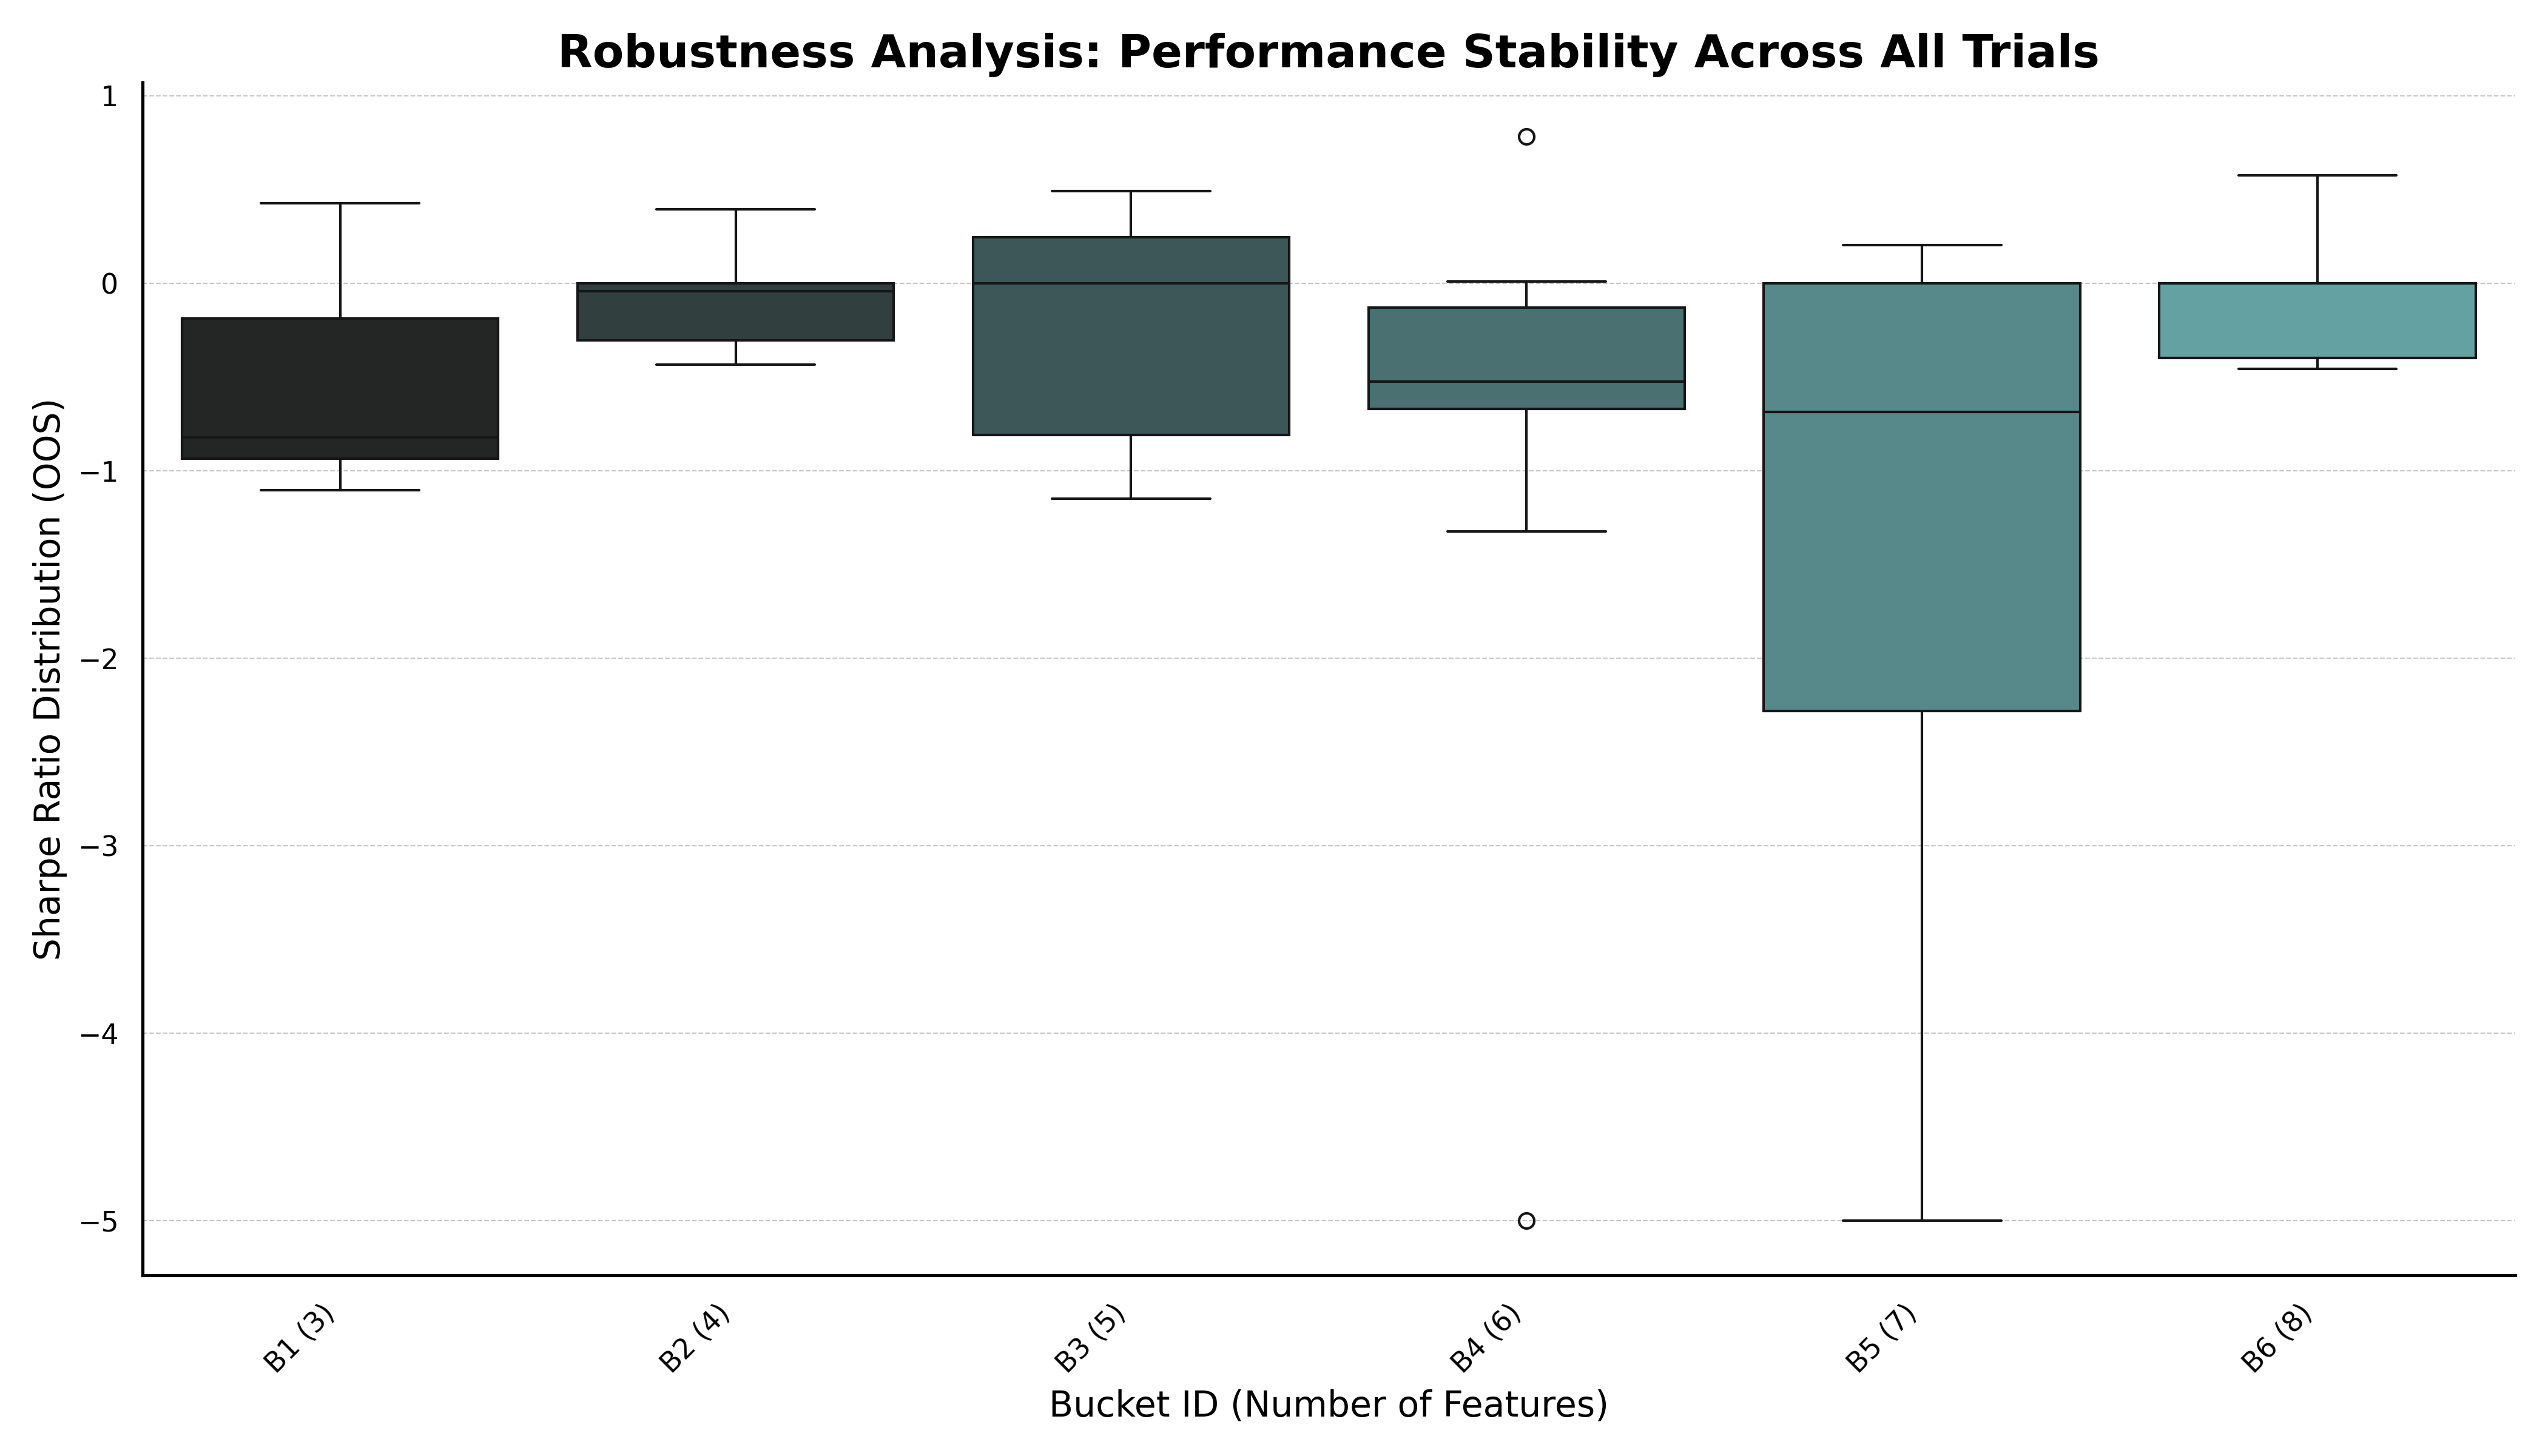 Robustness Analysis: Performance Stability Across All Trials
Sharpe Ratio Distribution (OOS)
1
0
−1
−2
−3
−4
−5
B1 (3)
B2 (4)
B3 (5)
B4 (6)
B5 (7)
B6 (8)
Bucket ID (Number of Features)